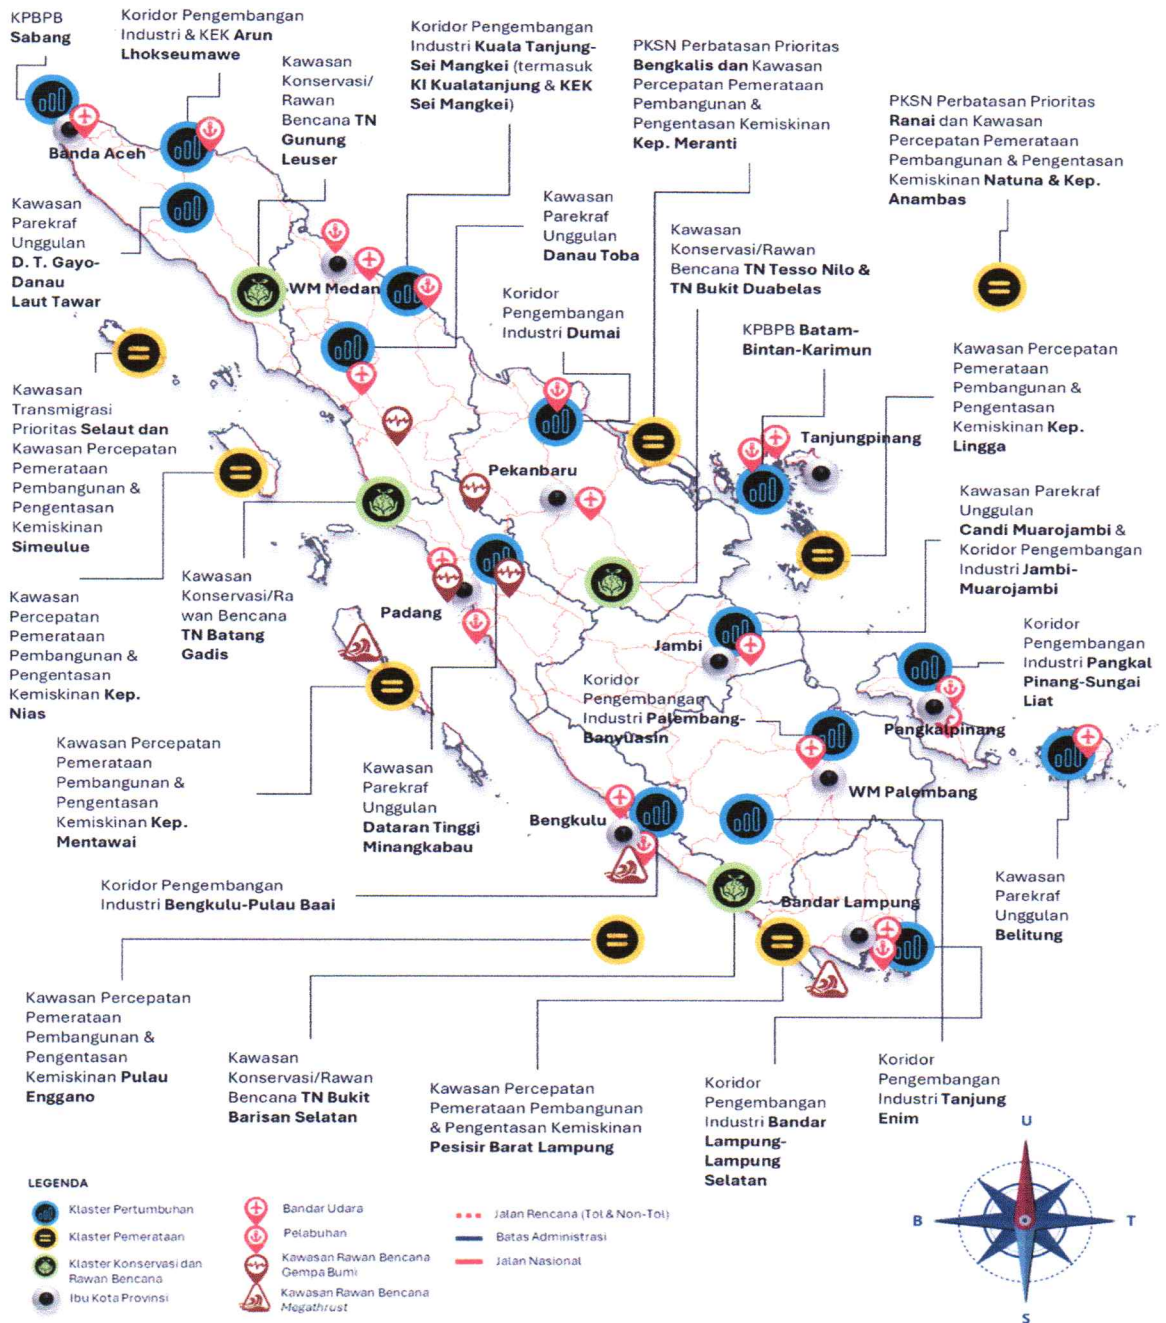 KPBPB
Sabang
Koridor Pengembangan
Industri & KEK Arun
Lhokseumawe
Kawasan
Konservasi/
Rawan
Bencana TN
Gunung
Leuser
Koridor Pengembangan
Industri Kuala Tanjung-
Sei Mangkei (termasuk
KI Kualatanjung & KEK
Sei Mangkei)
PKSN Perbatasan Prioritas
Bengkalis dan Kawasan
Percepatan Pemerataan
Pembangunan &
Pengentasan Kemiskinan
Kep. Meranti
PKSN Perbatasan Prioritas
Ranai dan Kawasan
Percepatan Pemerataan
Pembangunan & Pengentasan
Kemiskinan Natuna & Kep.
Anambas
Banda Aceh
Kawasan
Parekraf
Unggulan
D. T. Gayo-
Danau
Laut Tawar
Kawasan
Parekraf
Unggulan
Danau Toba
Kawasan
Konservasi/Rawan
Bencana TN Tesso Nilo &
TN Bukit Duabelas
WM Medan
Koridor
Pengembangan
Industri Dumai
KPBPB Batam-
Bintan-Karimun
Kawasan Percepatan
Pemerataan
Pembangunan &
Pengentasan
Kemiskinan Kep.
Lingga
Kawasan
Transmigrasi
Prioritas Selaut dan
Kawasan Percepatan
Pemerataan
Pembangunan &
Pengentasan
Kemiskinan
Simeulue
Tanjungpinang
Pekanbaru
Kawasan Parekraf
Unggulan
Candi Muarojambi &
Koridor Pengembangan
Industri Jambi-
Muarojambi
Kawasan
Percepatan
Pemerataan
Pembangunan &
Pengentasan
Kemiskinan Kep.
Nias
Kawasan
Konservasi/Ra
wan Bencana
TN Batang
Gadis
Padang
Jambi
Koridor
Pengembangan
Industri Pangkal
Pinang-Sungai
Liat
Koridor
Pengembangan
Industri Palembang-
Banyuasin
Pangkalpinang
Kawasan Percepatan
Pemerataan
Pembangunan &
Pengentasan
Kemiskinan Kep.
Mentawai
Kawasan
Parekraf
Unggulan
Dataran Tinggi
Minangkabau
WM Palembang
Bengkulu
Koridor Pengembangan
Industri Bengkulu-Pulau Baai
Bandar Lampung
Kawasan
Parekraf
Unggulan
Belitung
Kawasan Percepatan
Pemerataan
Pembangunan &
Pengentasan
Kemiskinan Pulau
Enggano
Kawasan
Konservasi/Rawan
Bencana TN Bukit
Barisan Selatan
Kawasan Percepatan
Pemerataan Pembangunan
& Pengentasan Kemiskinan
Pesisir Barat Lampung
Koridor
Pengembangan
Industri Bandar
Lampung-
Lampung
Selatan
Koridor
Pengembangan
Industri Tanjung
Enim
LEGENDA
Klaster Pertumbuhan
Klaster Pemerataan
Klaster Konservasi dan
Rawan Bencana
Ibu Kota Provinsi
Bandar Udara
Pelabuhan
Kawasan Rawan Bencana
Gempa Bumi
Kawasan Rawan Bencana
Megathrust
Jalan Rencana (Tol & Non-Tol)
Batas Administrasi
Jalan Nasional
U
B
T
S